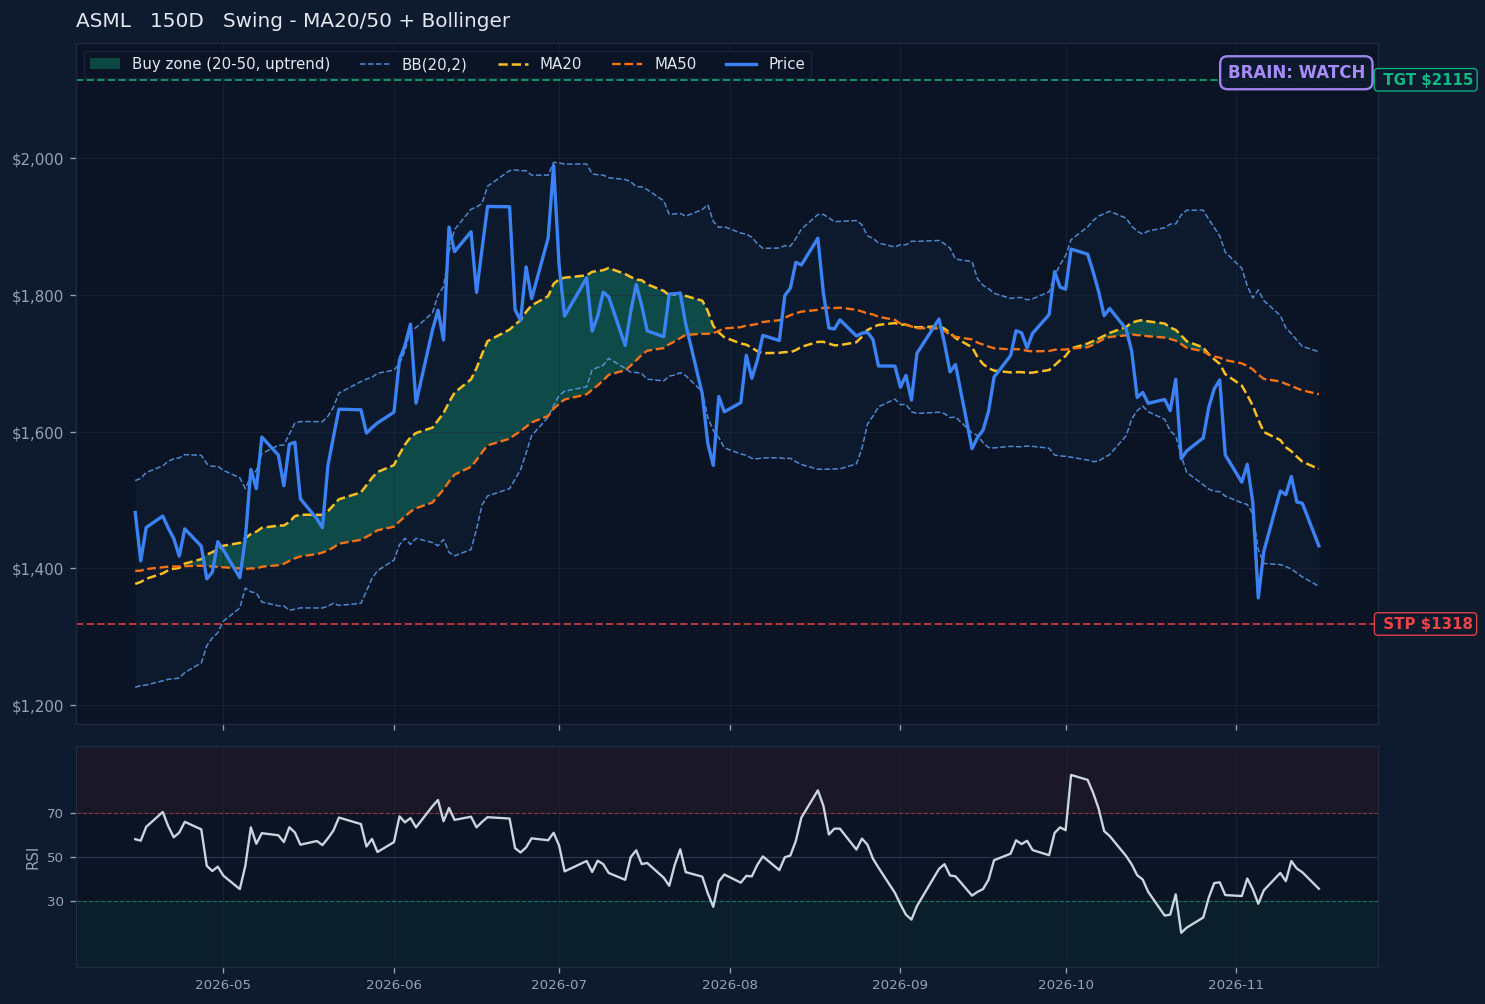 ASML   150D   Swing - MA20/50 + Bollinger
Buy zone (20-50, uptrend)   BB(20,2)   MA20   MA50   Price
BRAIN: WATCH
TGT $2115
$2,000
$1,800
$1,600
$1,400
STP $1318
$1,200
70
50
30
RSI
2026-05   2026-06   2026-07   2026-08   2026-09   2026-10   2026-11